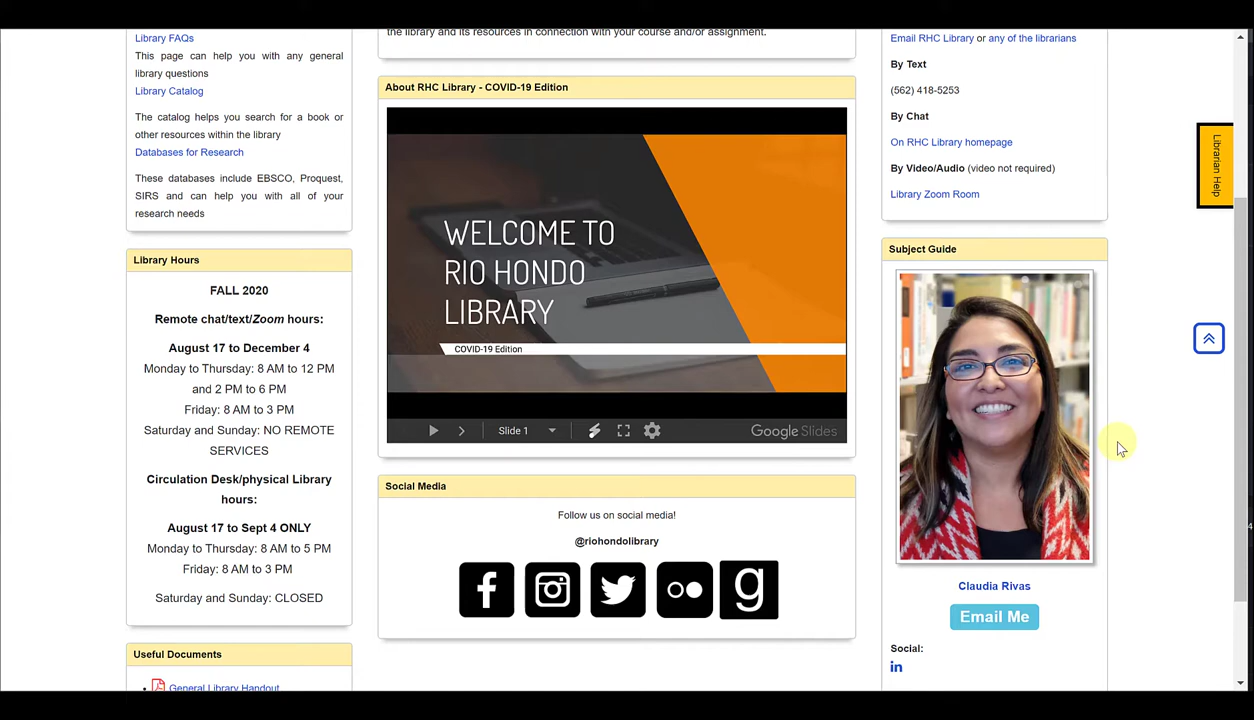 Library FAQs
This page can help you with any general
library questions
Library Catalog
The catalog helps you search for a book or
other resources within the library
Databases for Research
These databases include EBSCO, Proquest,
SIRS and can help you with all of your
research needs
Library Hours
FALL 2020
Remote chat/text/Zoom hours:
August 17 to December 4
Monday to Thursday: 8 AM to 12 PM
and 2 PM to 6 PM
Friday: 8 AM to 3 PM
Saturday and Sunday: NO REMOTE
SERVICES
Circulation Desk/physical Library
hours:
August 17 to Sept 4 ONLY
Monday to Thursday: 8 AM to 5 PM
Friday: 8 AM to 3 PM
Saturday and Sunday: CLOSED
Useful Documents
General Library Handout
the library and its resources in connection with your course and/or assignment.
About RHC Library - COVID-19 Edition
WELCOME TO
RIO HONDO
LIBRARY
COVID-19 Edition
Slide 1
Google Slides
Social Media
Follow us on social media!
@riohondolibrary
Email RHC Library or any of the librarians
By Text
(562) 418-5253
By Chat
On RHC Library homepage
By Video/Audio (video not required)
Library Zoom Room
Subject Guide
Claudia Rivas
Email Me
Social:
in
Librarian Help